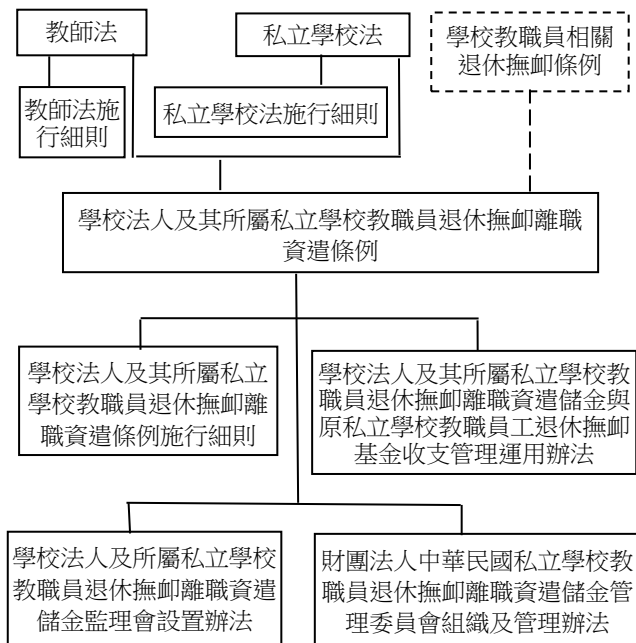 教師法
私立學校法
學校教職員相關
退休撫卹條例
教師法施
行細則
私立學校法施行細則
學校法人及其所屬私立學校教職員退休撫卹離職
資遣條例
學校法人及其所屬私立
學校教職員退休撫卹離
職資遣條例施行細則
學校法人及其所屬私立學校教
職員退休撫卹離職資遣儲金與
原私立學校教職員工退休撫卹
基金收支管理運用辦法
學校法人及所屬私立學校
教職員退休撫卹離職資遣
儲金監理會設置辦法
財團法人中華民國私立學校教
職員退休撫卹離職資遣儲金管
理委員會組織及管理辦法